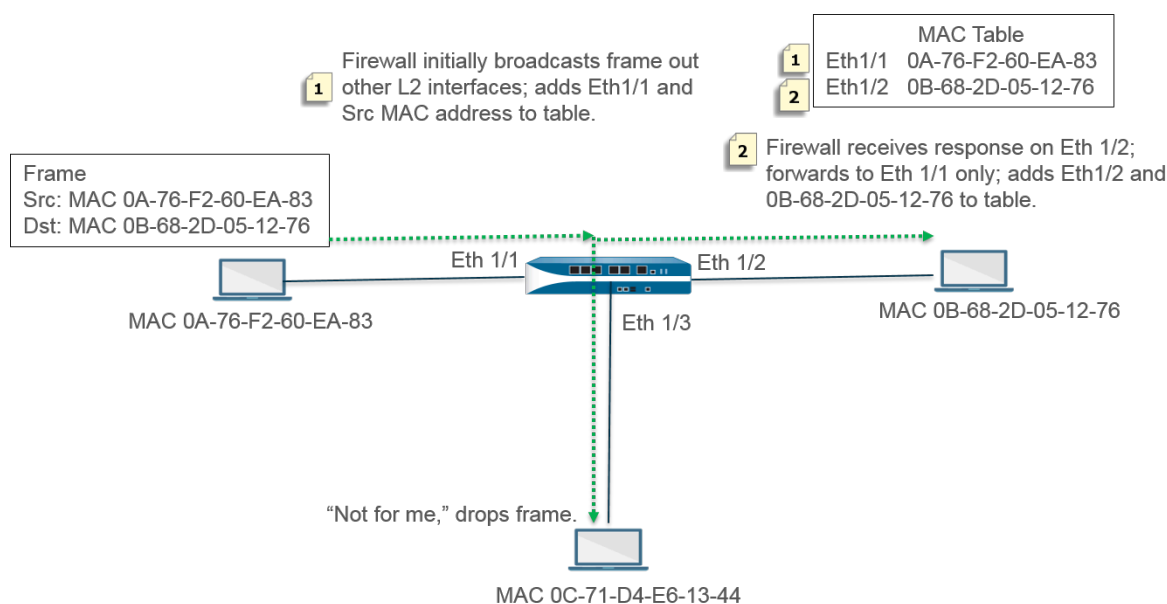 MAC Table
1 Eth1/1 0A-76-F2-60-EA-83
2 Eth1/2 0B-68-2D-05-12-76
1 Firewall initially broadcasts frame out
other L2 interfaces; adds Eth1/1 and
Src MAC address to table.
2 Firewall receives response on Eth 1/2;
forwards to Eth 1/1 only; adds Eth1/2 and
0B-68-2D-05-12-76 to table.
Frame
Src: MAC 0A-76-F2-60-EA-83
Dst: MAC 0B-68-2D-05-12-76
Eth 1/1
Eth 1/2
MAC 0A-76-F2-60-EA-83
MAC 0B-68-2D-05-12-76
Eth 1/3
“Not for me,” drops frame.
MAC 0C-71-D4-E6-13-44